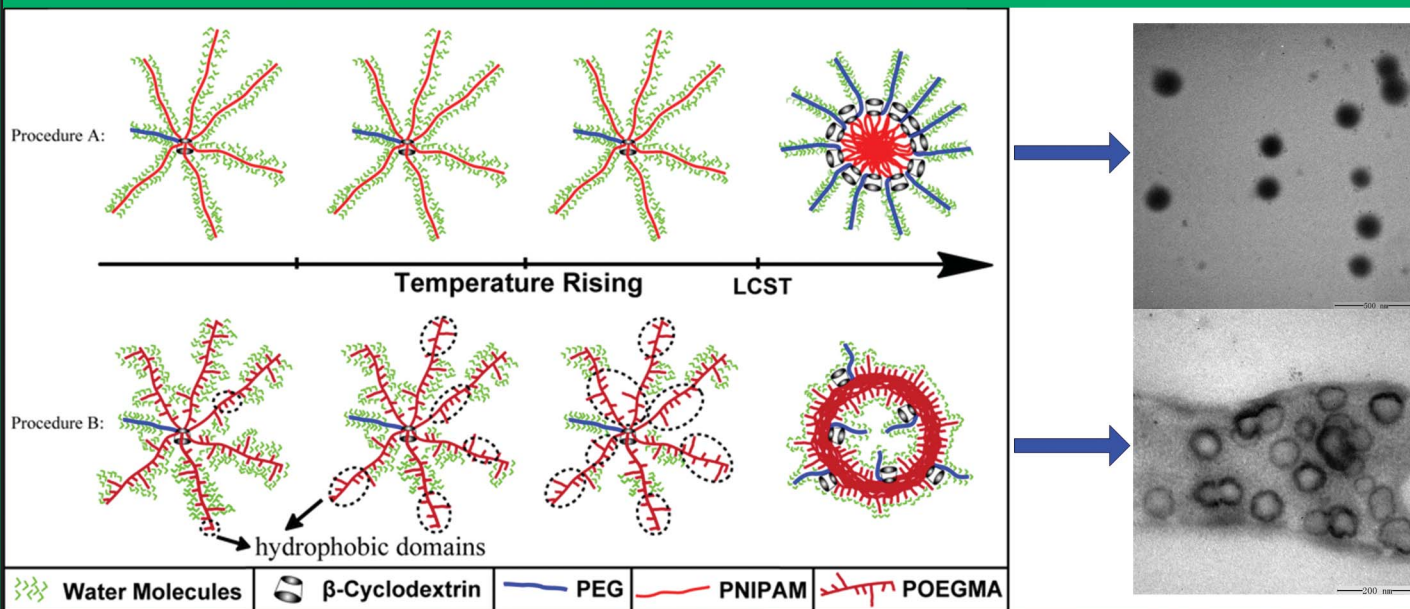 Procedure A:
Temperature Rising
LCST
Procedure B:
hydrophobic domains
Water Molecules
β-Cyclodextrin
PEG
PNIPAM
POEGMA
500 nm
200 nm